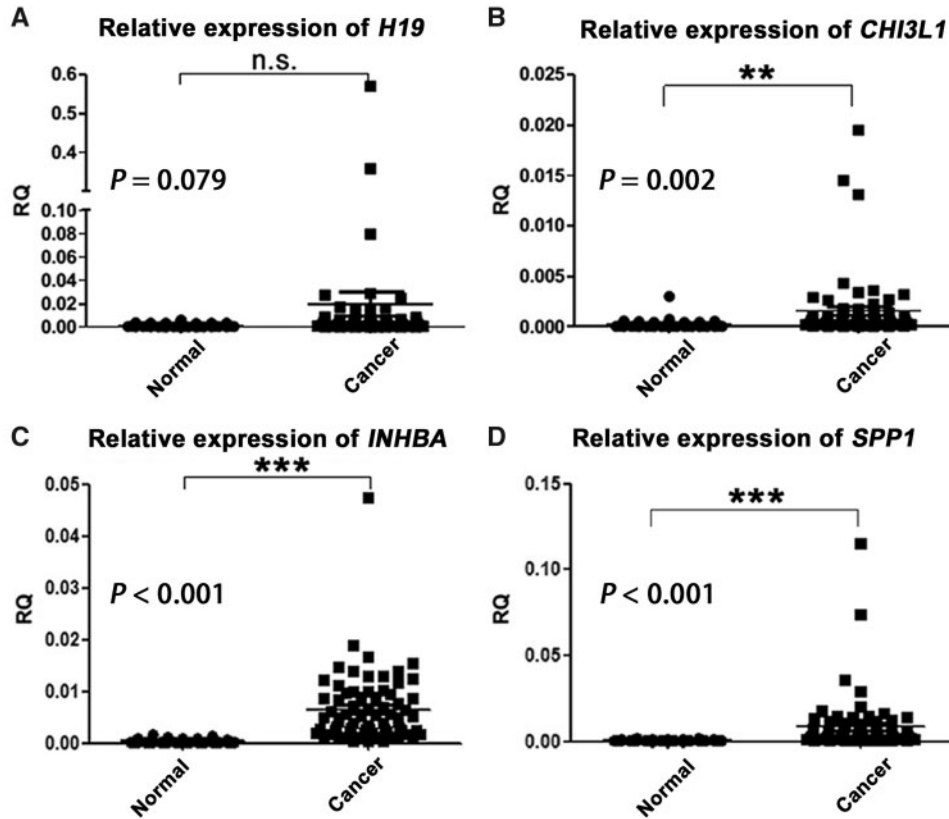 A
Relative expression of H19
n.s.
0.6
0.5
0.4
P = 0.079
RQ
0.10
0.08
0.06
0.04
0.02
0.00
Normal
Cancer
B
Relative expression of CHI3L1
**
0.025
0.020
0.015
P = 0.002
RQ
0.010
0.005
0.000
Normal
Cancer
C
Relative expression of INHBA
***
0.05
0.04
0.03
P < 0.001
RQ
0.02
0.01
0.00
Normal
Cancer
D
Relative expression of SPP1
***
0.15
0.10
P < 0.001
RQ
0.05
0.00
Normal
Cancer